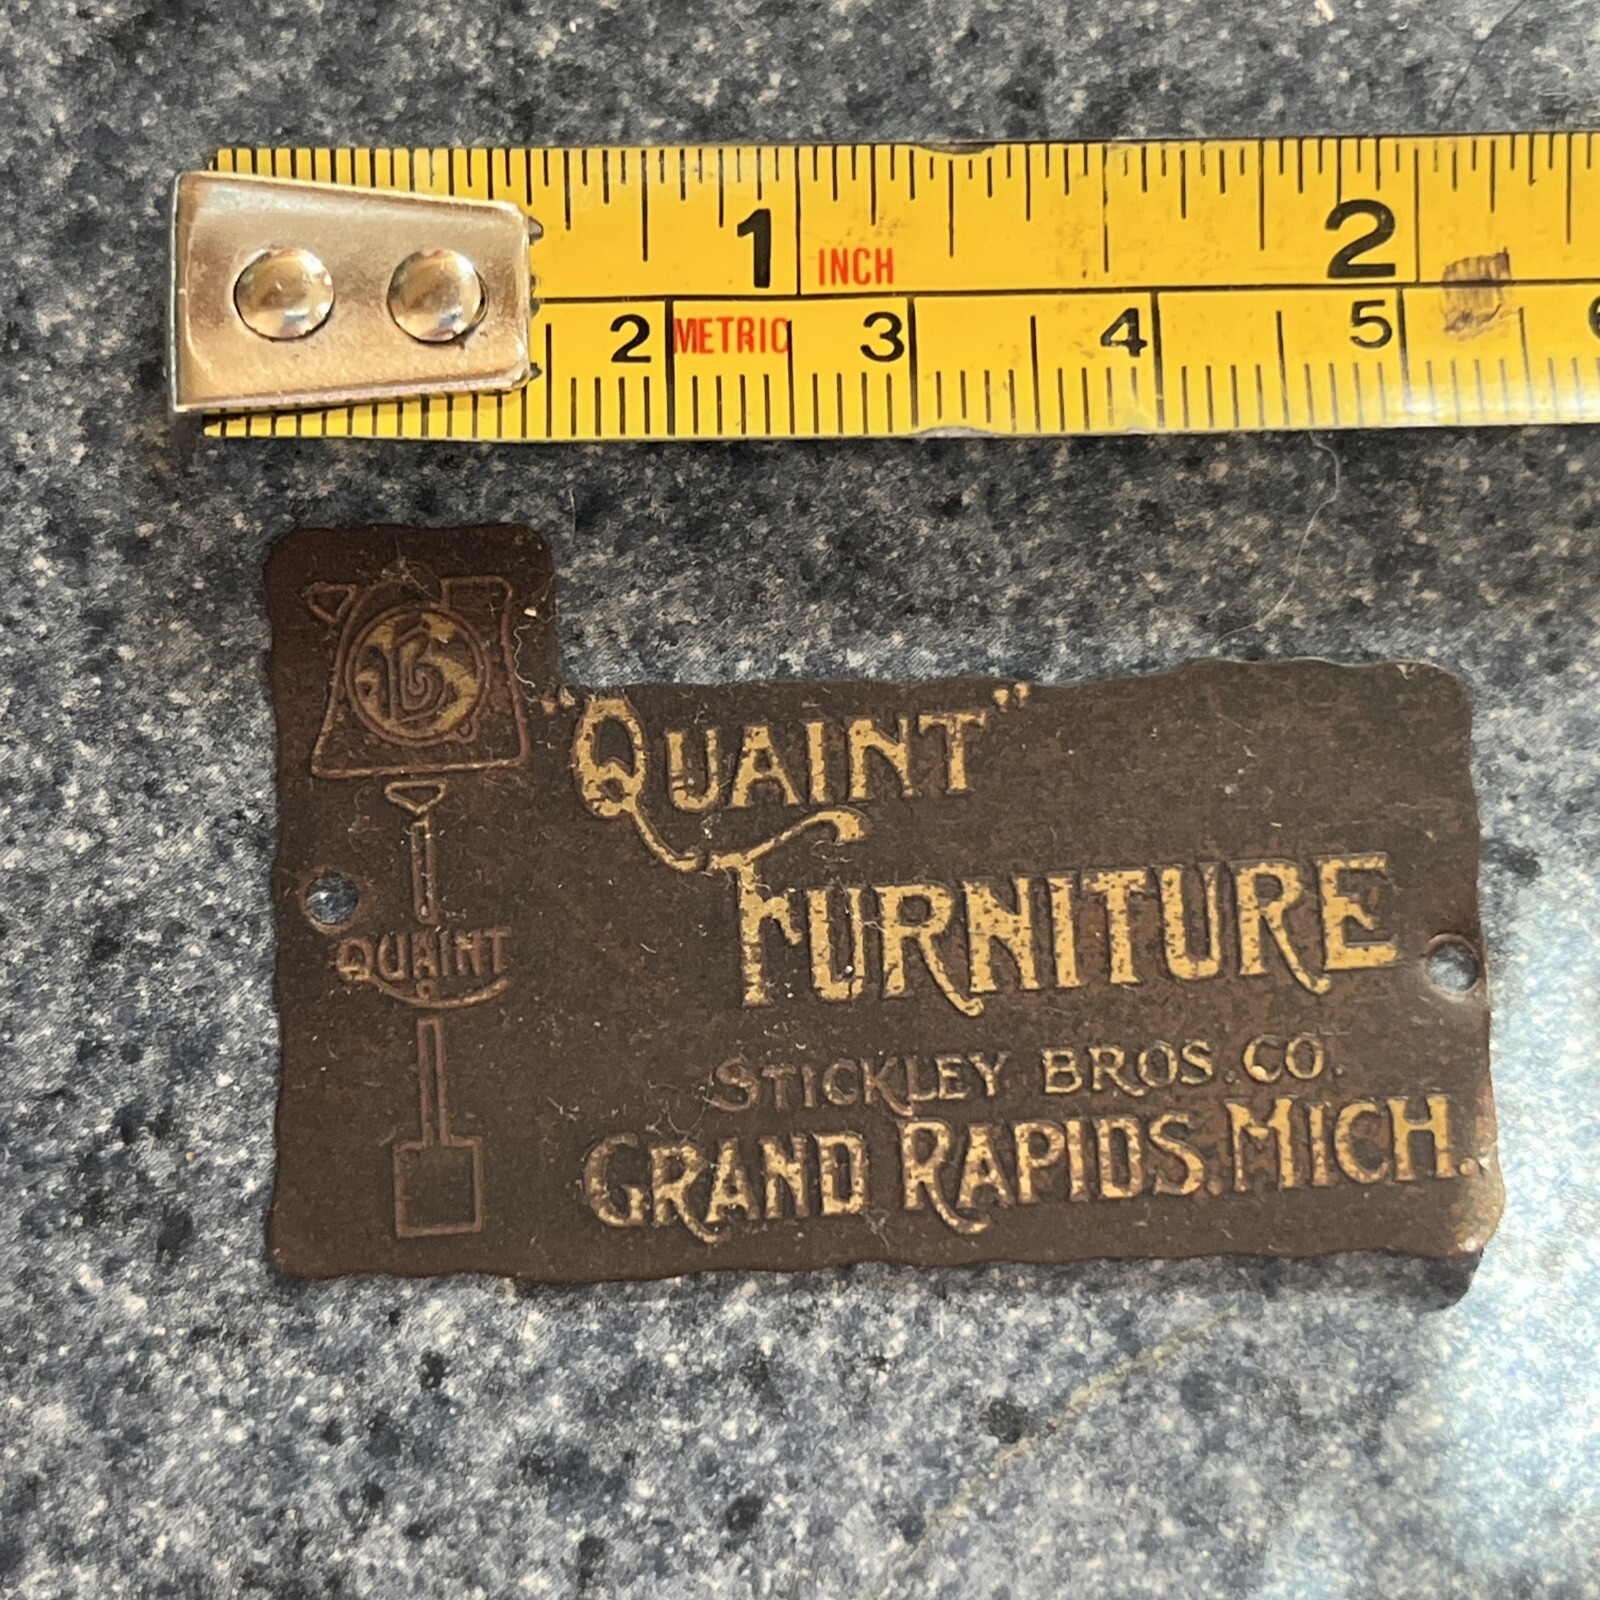 1 INCH 2
2 METRIC 3 4 5
"QUAINT"
FURNITURE
QUAINT
STICKLEY BROS. CO.
GRAND RAPIDS, MICH.